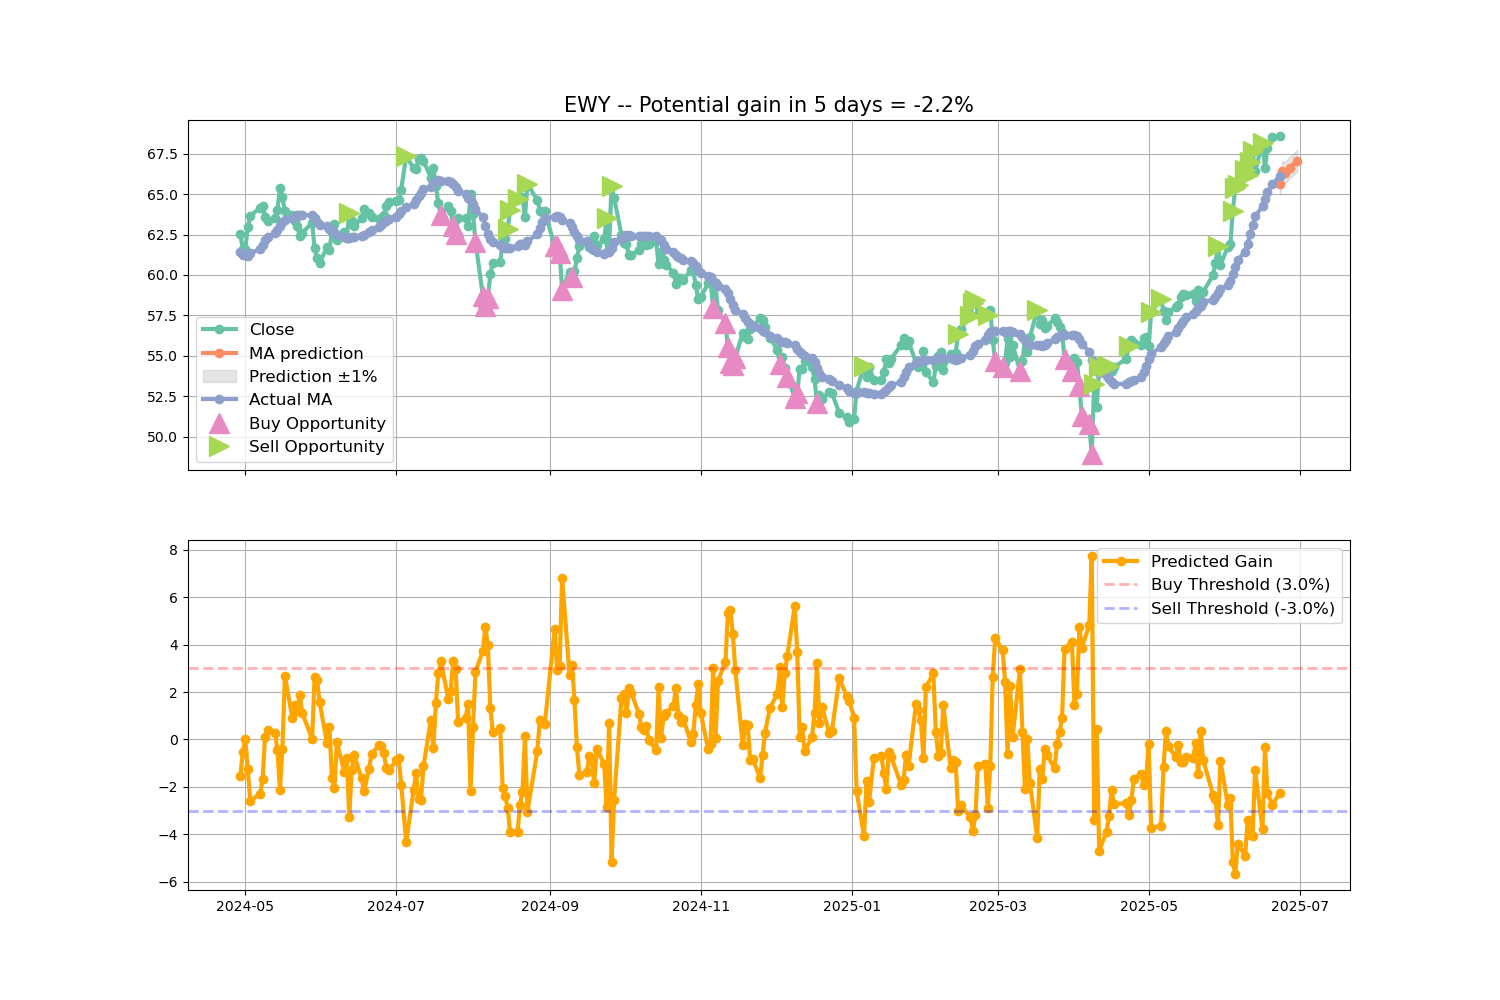 EWY -- Potential gain in 5 days = -2.2%
67.5
65.0
62.5
60.0
57.5
55.0
52.5
50.0
Close
MA prediction
Prediction ±1%
Actual MA
Buy Opportunity
Sell Opportunity
8
6
4
2
0
−2
−4
−6
Predicted Gain
Buy Threshold (3.0%)
Sell Threshold (-3.0%)
2024-05 2024-07 2024-09 2024-11 2025-01 2025-03 2025-05 2025-07